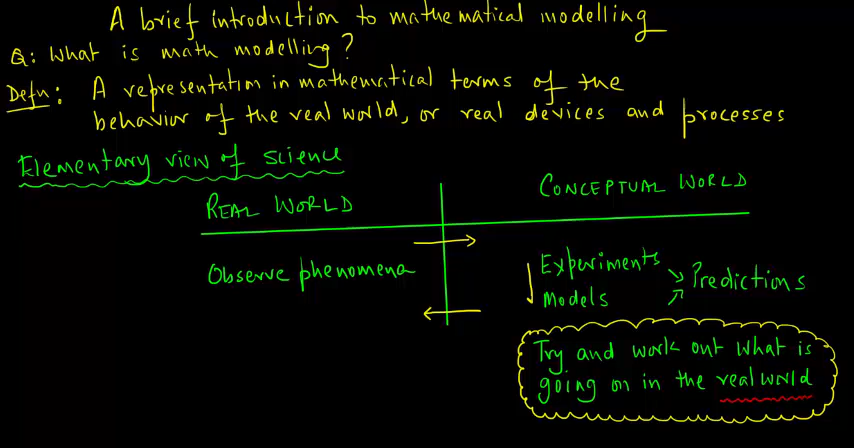 A brief introduction to mathematical modelling
Q: What is math modelling?
Defn: A representation in mathematical terms of the
behavior of the real world, or real devices and processes
Elementary view of science
REAL WORLD
CONCEPTUAL WORLD
Observe phenomena
Experiments
Models
Predictions
Try and work out what is
going on in the real world